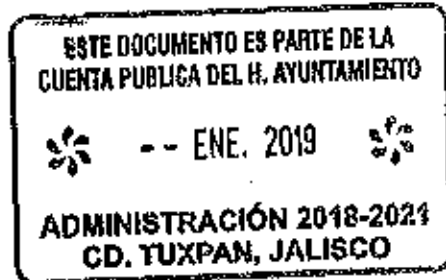 ESTE DOCUMENTO ES PARTE DE LA
CUENTA PUBLICA DEL H. AYUNTAMIENTO
-- ENE. 2019
ADMINISTRACIÓN 2018-2021
CD. TUXPAN, JALISCO